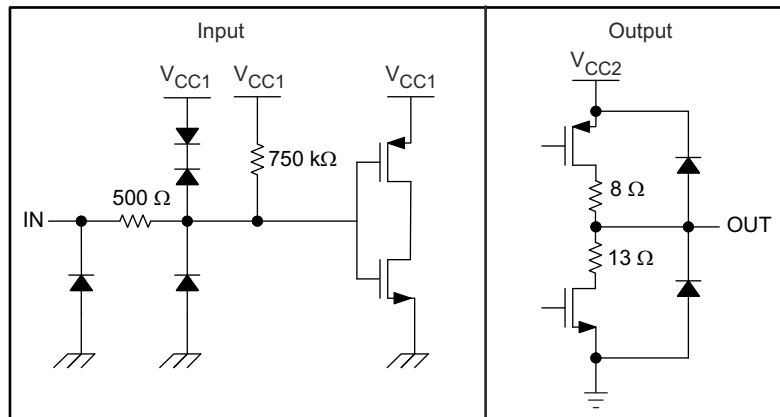 Input
Output
VCC1
VCC1
VCC1
VCC2
750 kΩ
500 Ω
8 Ω
IN
OUT
13 Ω